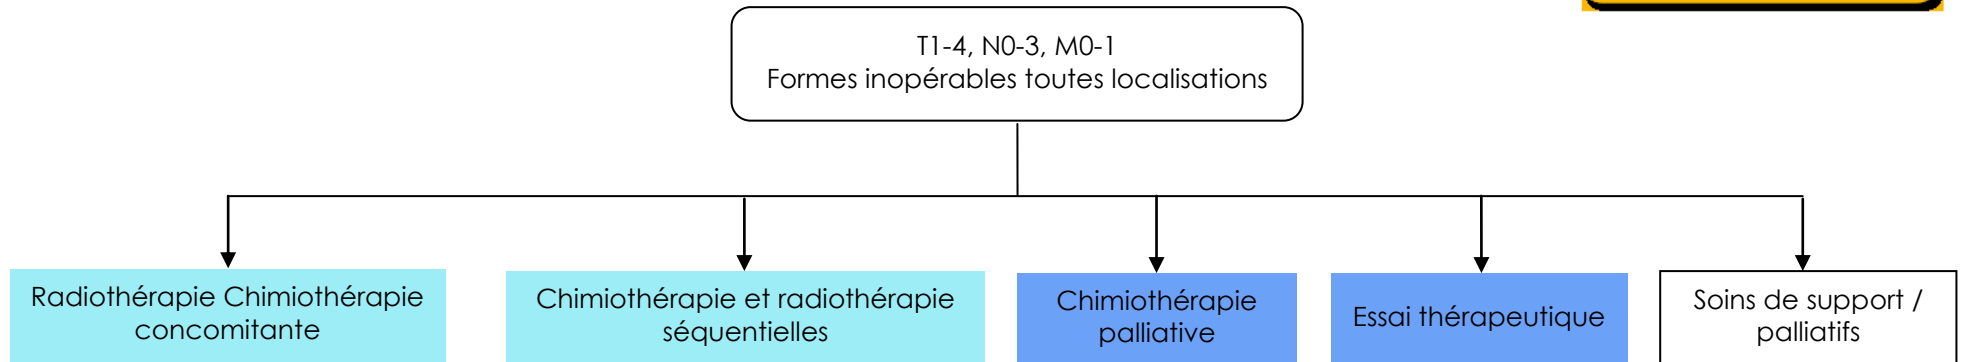 T1-4, N0-3, M0-1
Formes inopérables toutes localisations
Radiothérapie Chimiothérapie
concomitante
Chimiothérapie et radiothérapie
séquentielles
Chimiothérapie
palliative
Essai thérapeutique
Soins de support /
palliatifs